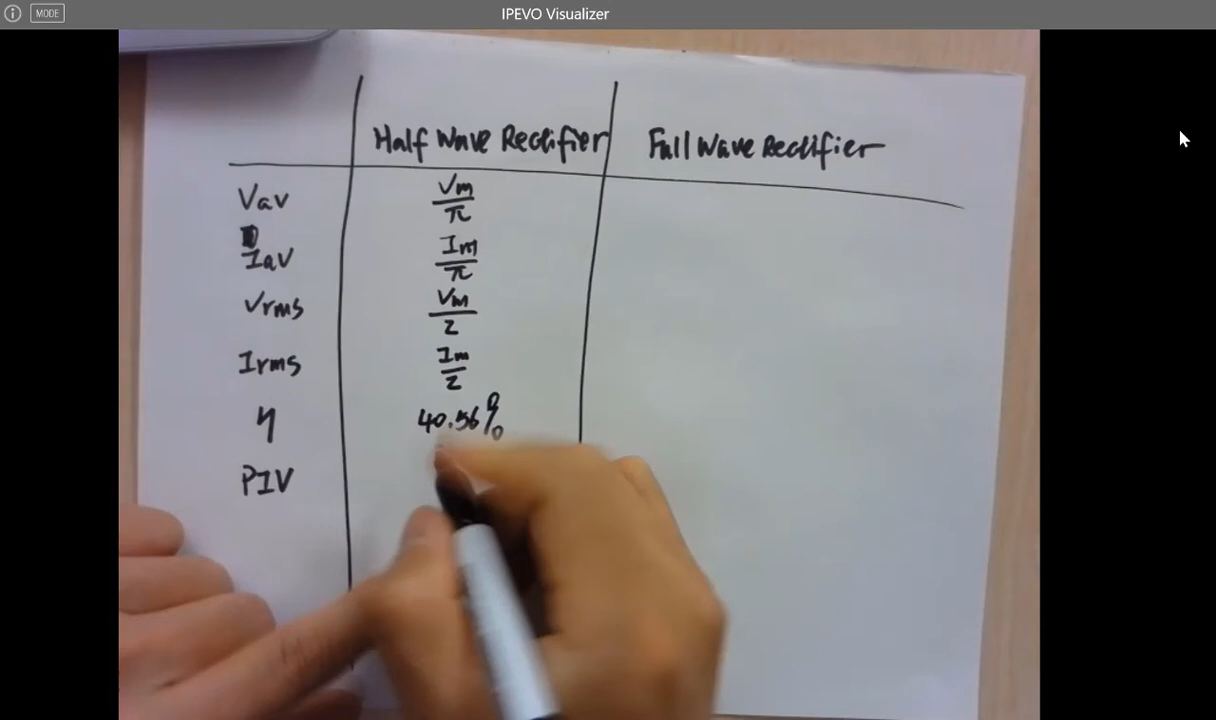 MODE IPEVO Visualizer
Half Wave Rectifier Full Wave Rectifier
Vav Vm/π
Iav Im/π
Vrms Vm/2
Irms Im/2
η 40.56%
PIV